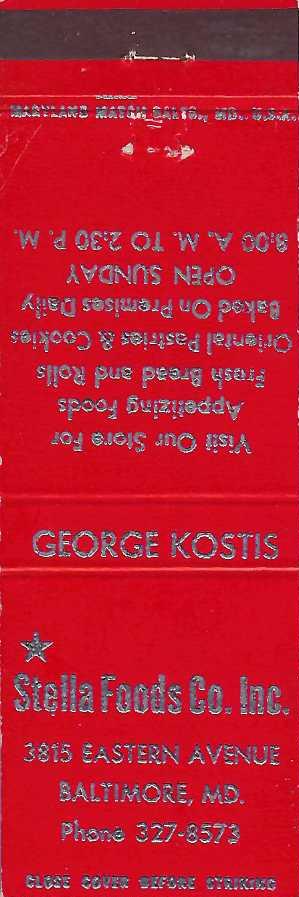 MARYLAND MATCH BALTO., MD., U.S.A.
Visit Our Store For
Appetizing Foods
Fresh Bread and Rolls
Oriental Pastries & Cookies
Baked On Premises Daily
OPEN SUNDAY
8:00 A. M. TO 2:30 P. M.
GEORGE KOSTIS
Stella Foods Co. Inc.
3815 EASTERN AVENUE
BALTIMORE, MD.
Phone 327-8573
CLOSE COVER BEFORE STRIKING